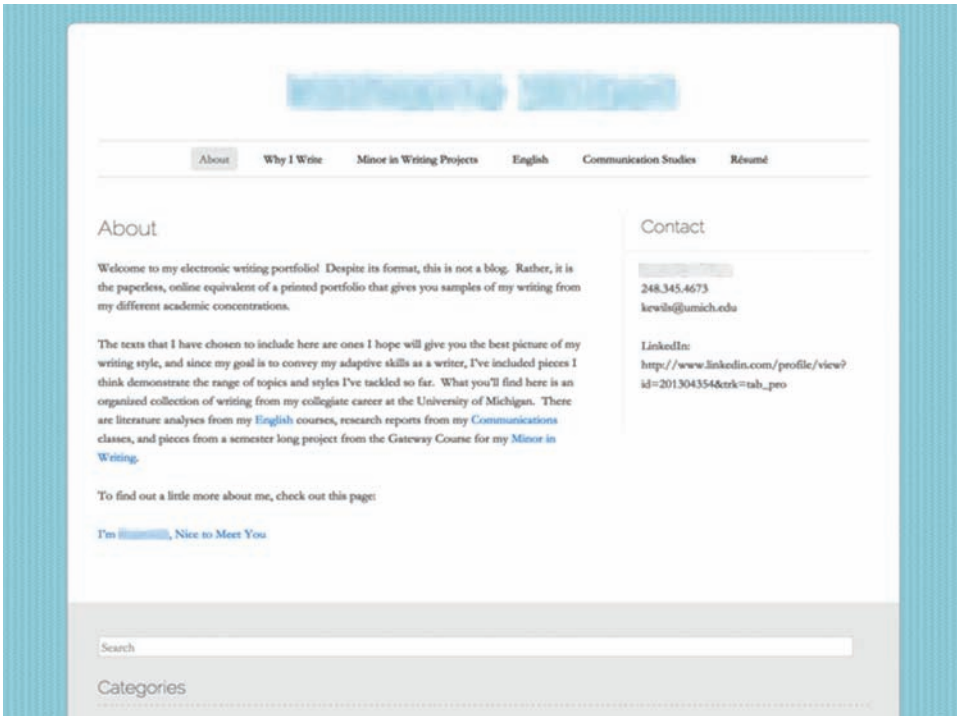 About Why I Write Minor in Writing Projects English Communication Studies Résumé
About
Welcome to my electronic writing portfolio! Despite its format, this is not a blog. Rather, it is
the paperless, online equivalent of a printed portfolio that gives you samples of my writing from
my different academic concentrations.
The texts that I have chosen to include here are ones I hope will give you the best picture of my
writing style, and since my goal is to convey my adaptive skills as a writer, I've included pieces I
think demonstrate the range of topics and styles I've tackled so far. What you'll find here is an
organized collection of writing from my collegiate career at the University of Michigan. There
are literature analyses from my English courses, research reports from my Communications
classes, and pieces from a semester long project from the Gateway Course for my Minor in
Writing.
To find out a little more about me, check out this page:
I'm , Nice to Meet You
Contact
248.345.4673
kewils@umich.edu
LinkedIn:
http://www.linkedin.com/profile/view?
id=201304354&trk=tab_pro
Search
Categories